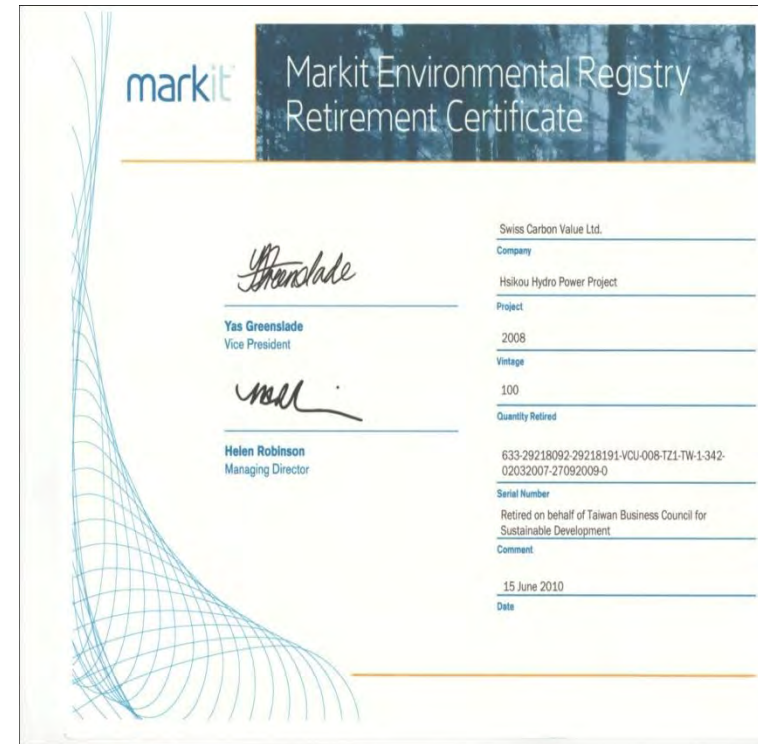 markit
Markit Environmental Registry
Retirement Certificate
Yas Greenslade
Vice President
Helen Robinson
Managing Director
Swiss Carbon Value Ltd.
Company
Hsikou Hydro Power Project
Project
2008
Vintage
100
Quantity Retired
633-29218092-29218191-VCU-008-TZ1-TW-1-342-
02032007-27092009-0
Serial Number
Retired on behalf of Taiwan Business Council for
Sustainable Development
Comment
15 June 2010
Date